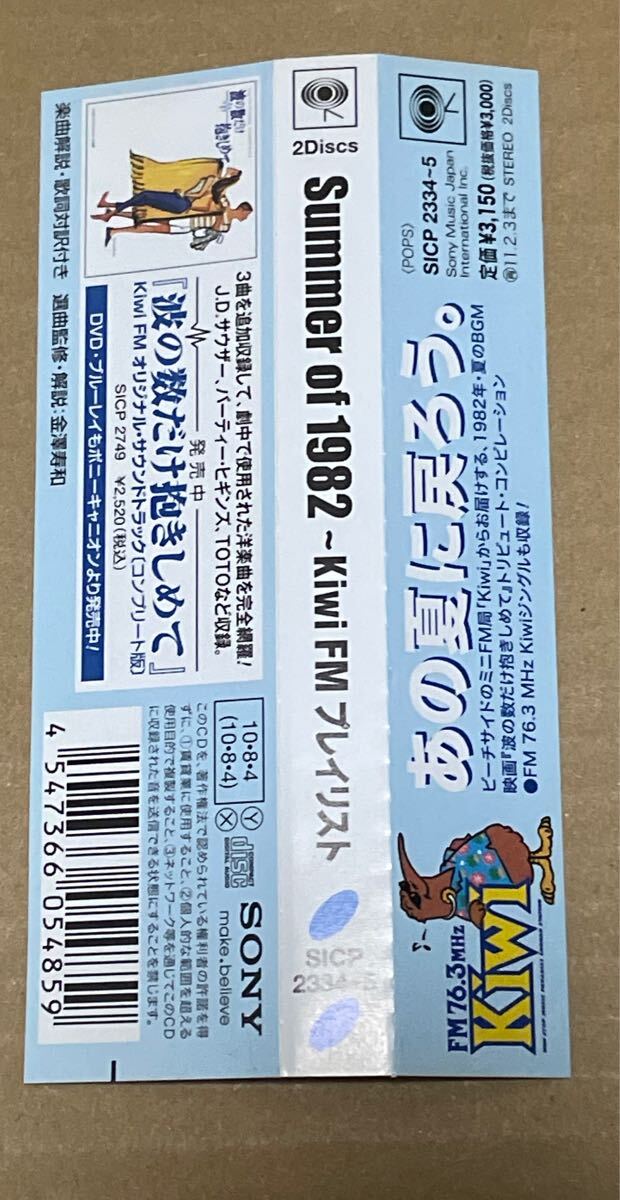 〈POPS〉
SICP 2334~5
Sony Music Japan
International Inc.
定価¥3,150(税抜価格¥3,000)
11.2.3まで STEREO 2Discs
あの夏に戻ろう。
ビーチサイドのミニFM局「Kiwi」からお届けする、1982年・夏のBGM
映画『波の数だけ抱きしめて』トリビュート・コンピレーション
●FM 76.3 MHz Kiwiジングルも収録!
FM 76.3 MHz
KiWi
2Discs
Summer of 1982 ~Kiwi FM プレイリスト
SICP
2334~5
波の数だけ
抱きしめて
3曲を追加収録して、劇中で使用された洋楽曲を完全網羅!
J.D.サウザー、バーティー・ヒギンズ、TOTOなど収録。
発売中
『波の数だけ抱きしめて』
Kiwi FM オリジナル・サウンドトラック〔コンプリート版〕
SICP 2749 ¥2,520(税込)
DVD・ブルーレイもポニーキャニオンより発売中!
楽曲解説・歌詞対訳付き 選曲監修・解説:金澤寿和
10・8・4
(10・8・4)
Y
X
COMPACT
disc
DIGITAL AUDIO
SONY
make.believe
このCDを、著作権法で認められている権利者の許諾を得
ずに、①賃貸業に使用すること、②個人的な範囲を超える
使用目的で複製すること、③ネットワーク等を通じてこのCD
に収録された音を送信できる状態にすることを禁じます。
4 547366 054859